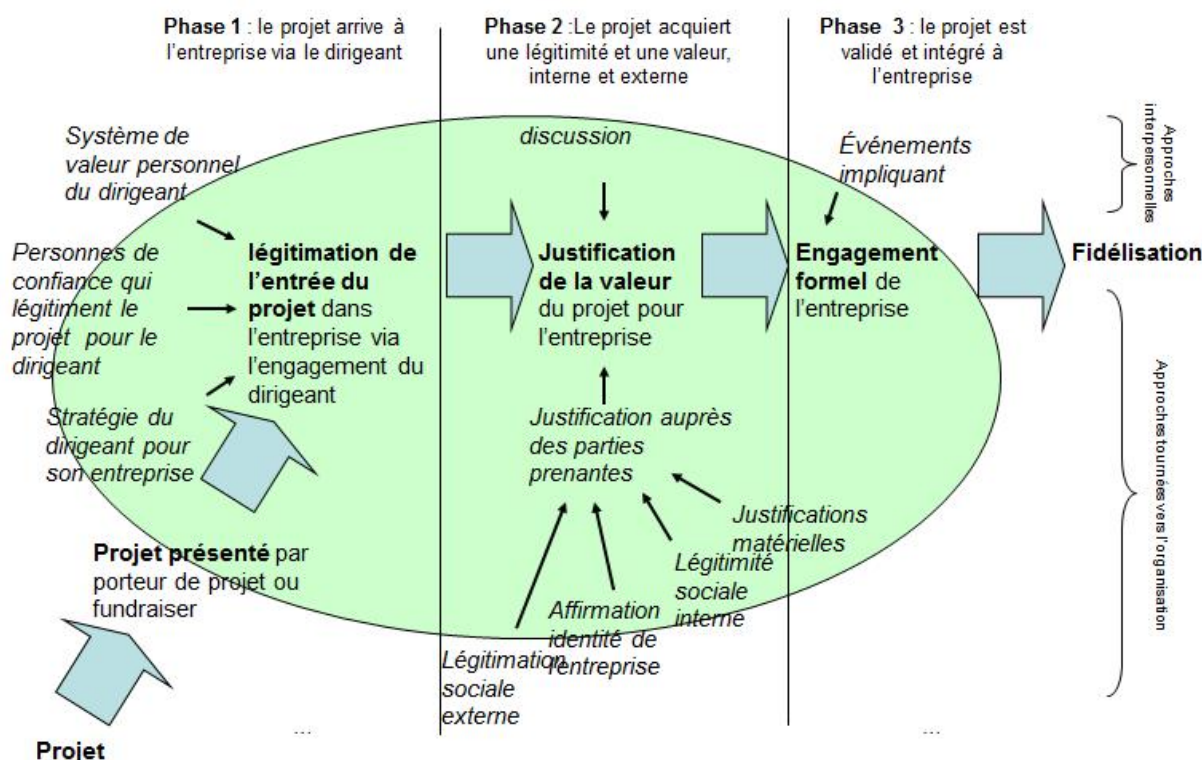 Phase 1 : le projet arrive à
l'entreprise via le dirigeant
Phase 2 :Le projet acquiert
une légitimité et une valeur,
interne et externe
Phase 3 : le projet est
validé et intégré à
l'entreprise
Système de
valeur personnel
du dirigeant
Personnes de
confiance qui
légitiment le
projet pour le
dirigeant
Stratégie du
dirigeant pour
son entreprise
légitimation de
l'entrée du
projet dans
l'entreprise via
l'engagement du
dirigeant
Projet présenté par
porteur de projet ou
fundraiser
Projet
...
discussion
Justification
de la valeur
du projet pour
l'entreprise
Justification auprès
des parties
prenantes
Justifications
matérielles
Légitimité
sociale
interne
Affirmation
identité de
l'entreprise
Légitimation
sociale
externe
Événements
impliquant
Engagement
formel de
l'entreprise
...
Fidélisation
Approches
interpersonnelles
Approches tournées vers l'organisation